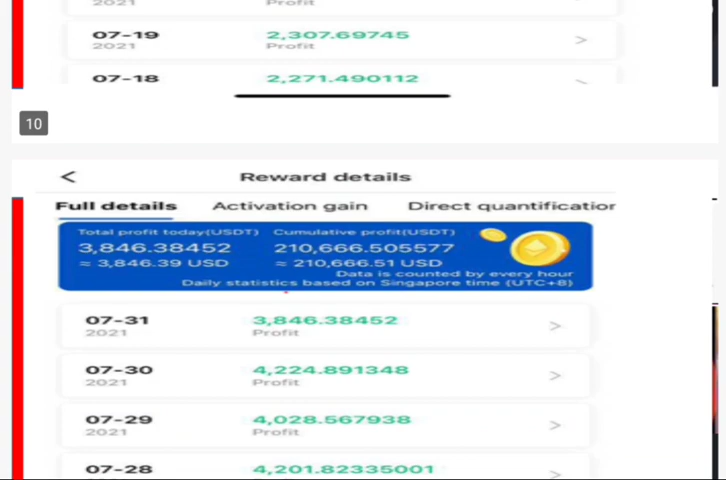 2021 Profit
07-19 2,307.69745
2021 Profit
07-18 2,271.490112
10
Reward details
Full details Activation gain Direct quantification
Total profit today(USDT) Cumulative profit(USDT)
3,846.38452 210,666.505577
≈ 3,846.39 USD ≈ 210,666.51 USD
Data is counted by every hour
Daily statistics based on Singapore time (UTC+8)
07-31 3,846.38452
2021 Profit
07-30 4,224.891348
2021 Profit
07-29 4,028.567938
2021 Profit
07-28 4,201.82335001